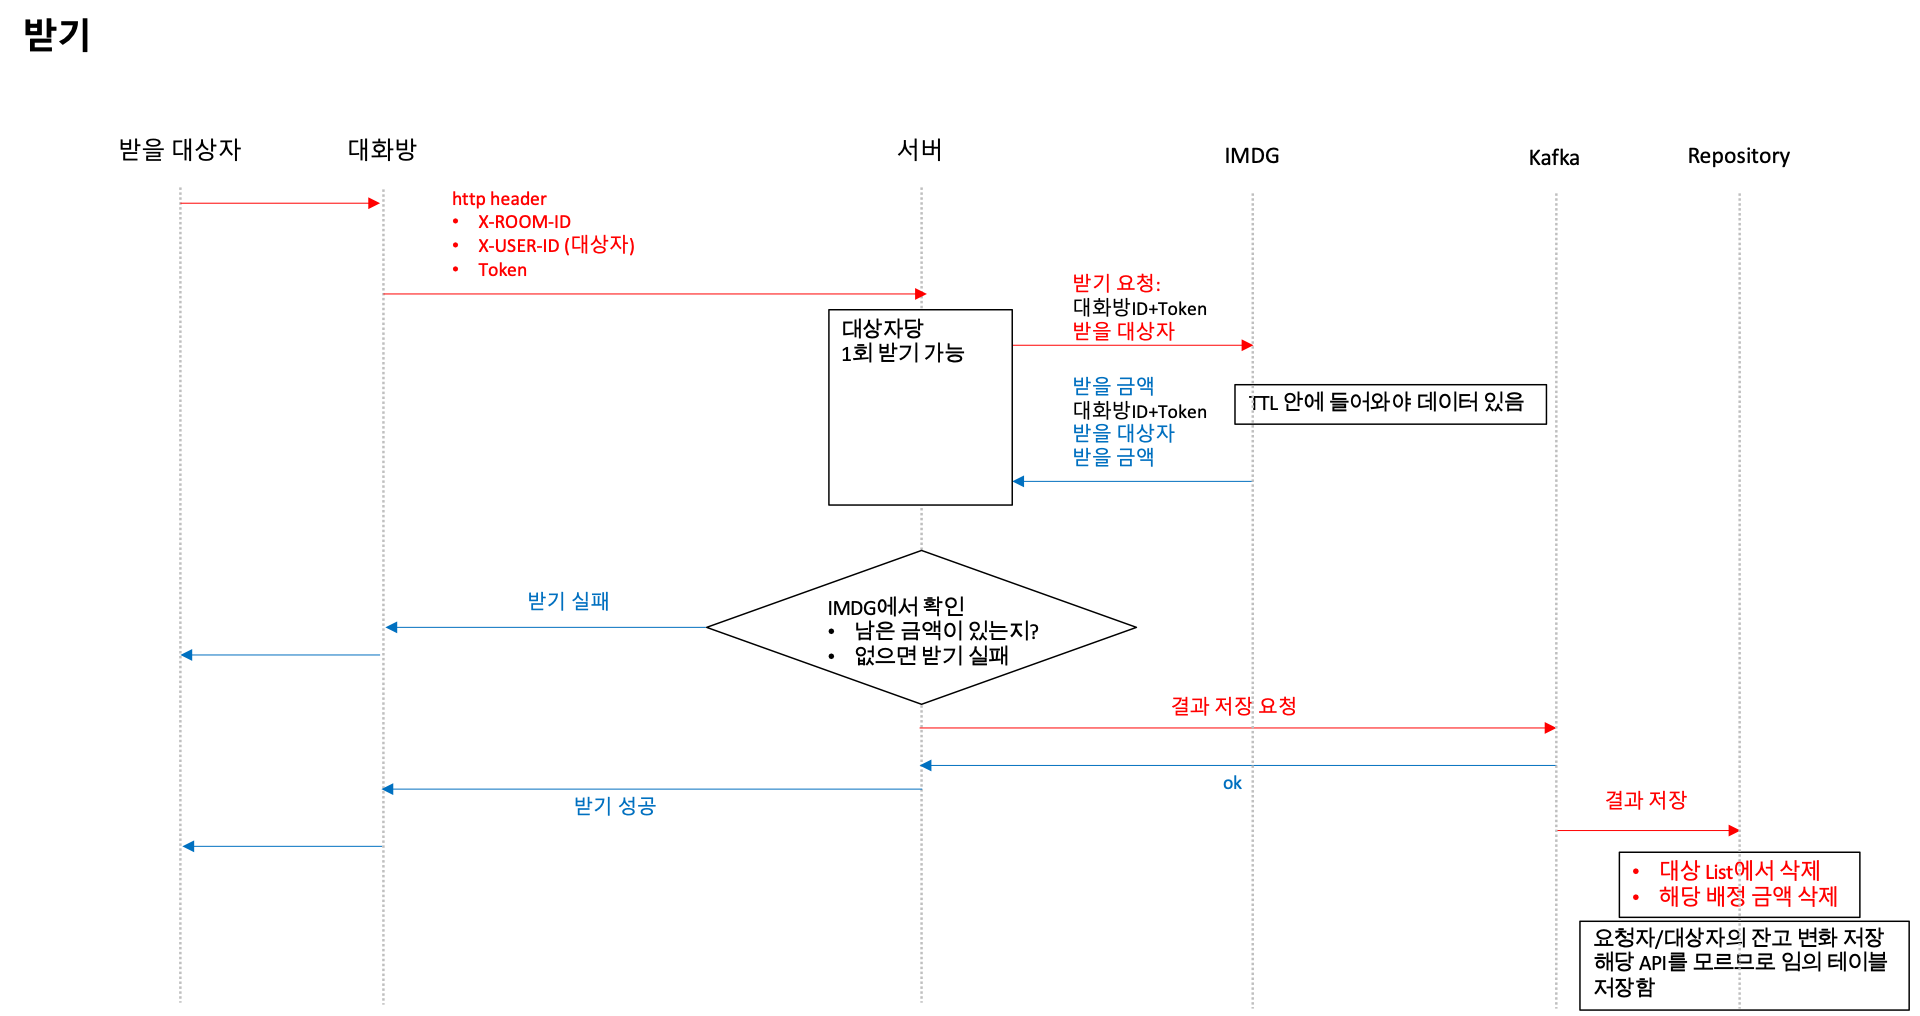 받기
받을 대상자
대화방
서버
IMDG
Kafka
Repository
http header
• X-ROOM-ID
• X-USER-ID (대상자)
• Token
받기 요청:
대화방ID+Token
받을 대상자
대상자당
1회 받기 가능
받을 금액
대화방ID+Token
받을 대상자
받을 금액
TTL 안에 들어와야 데이터 있음
받기 실패
IMDG에서 확인
• 남은 금액이 있는지?
• 없으면 받기 실패
결과 저장 요청
ok
받기 성공
결과 저장
• 대상 List에서 삭제
• 해당 배정 금액 삭제
요청자/대상자의 잔고 변화 저장
해당 API를 모르므로 임의 테이블
저장함